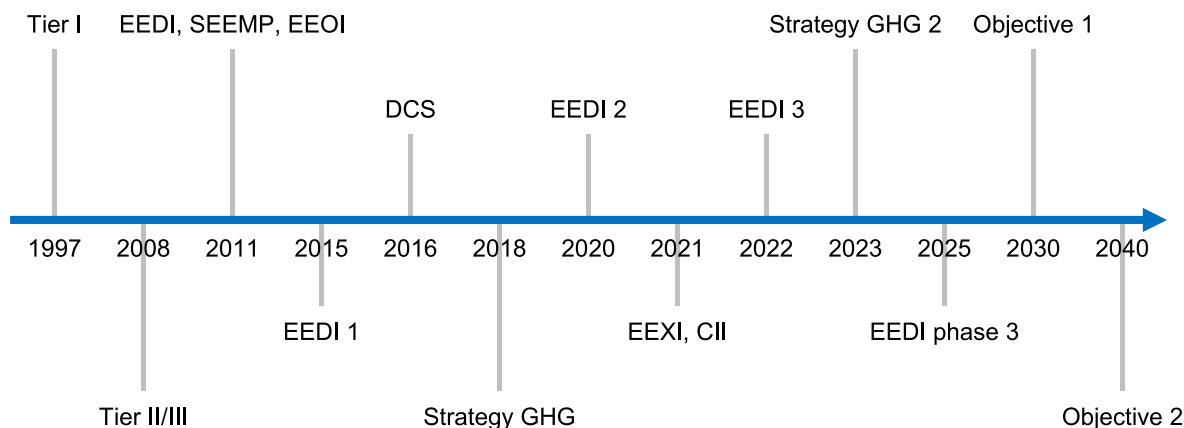 Tier I EEDI, SEEMP, EEOI Strategy GHG 2 Objective 1
DCS EEDI 2 EEDI 3
1997 2008 2011 2015 2016 2018 2020 2021 2022 2023 2025 2030 2040
EEDI 1 EEXI, CII EEDI phase 3
Tier II/III Strategy GHG Objective 2